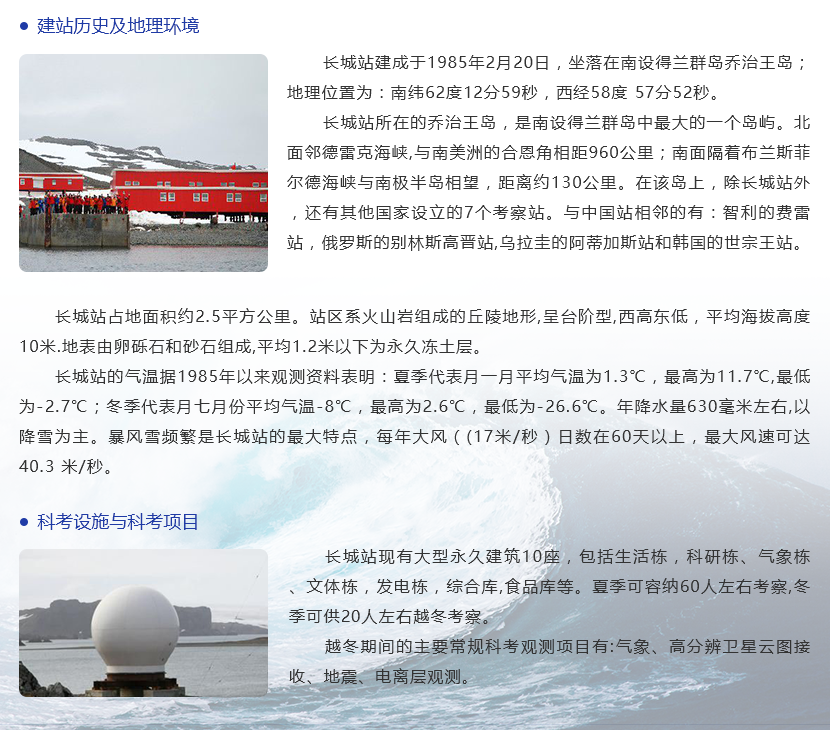 建站历史及地理环境
长城站建成于1985年2月20日，坐落在南设得兰群岛乔治王岛；
地理位置为：南纬62度12分59秒，西经58度 57分52秒。
长城站所在的乔治王岛，是南设得兰群岛中最大的一个岛屿。北
面邻德雷克海峡,与南美洲的合恩角相距960公里；南面隔着布兰斯菲
尔德海峡与南极半岛相望，距离约130公里。在该岛上，除长城站外
，还有其他国家设立的7个考察站。与中国站相邻的有：智利的费雷
站，俄罗斯的别林斯高晋站,乌拉圭的阿蒂加斯站和韩国的世宗王站。
长城站占地面积约2.5平方公里。站区系火山岩组成的丘陵地形,呈台阶型,西高东低，平均海拔高度
10米.地表由卵砾石和砂石组成,平均1.2米以下为永久冻土层。
长城站的气温据1985年以来观测资料表明：夏季代表月一月平均气温为1.3℃，最高为11.7℃,最低
为-2.7℃；冬季代表月七月份平均气温-8℃，最高为2.6℃，最低为-26.6℃。年降水量630毫米左右,以
降雪为主。暴风雪频繁是长城站的最大特点，每年大风（(17米/秒）日数在60天以上，最大风速可达
40.3 米/秒。
科考设施与科考项目
长城站现有大型永久建筑10座，包括生活栋，科研栋、气象栋
、文体栋，发电栋，综合库,食品库等。夏季可容纳60人左右考察,冬
季可供20人左右越冬考察。
越冬期间的主要常规科考观测项目有:气象、高分辨卫星云图接
收、地震、电离层观测。